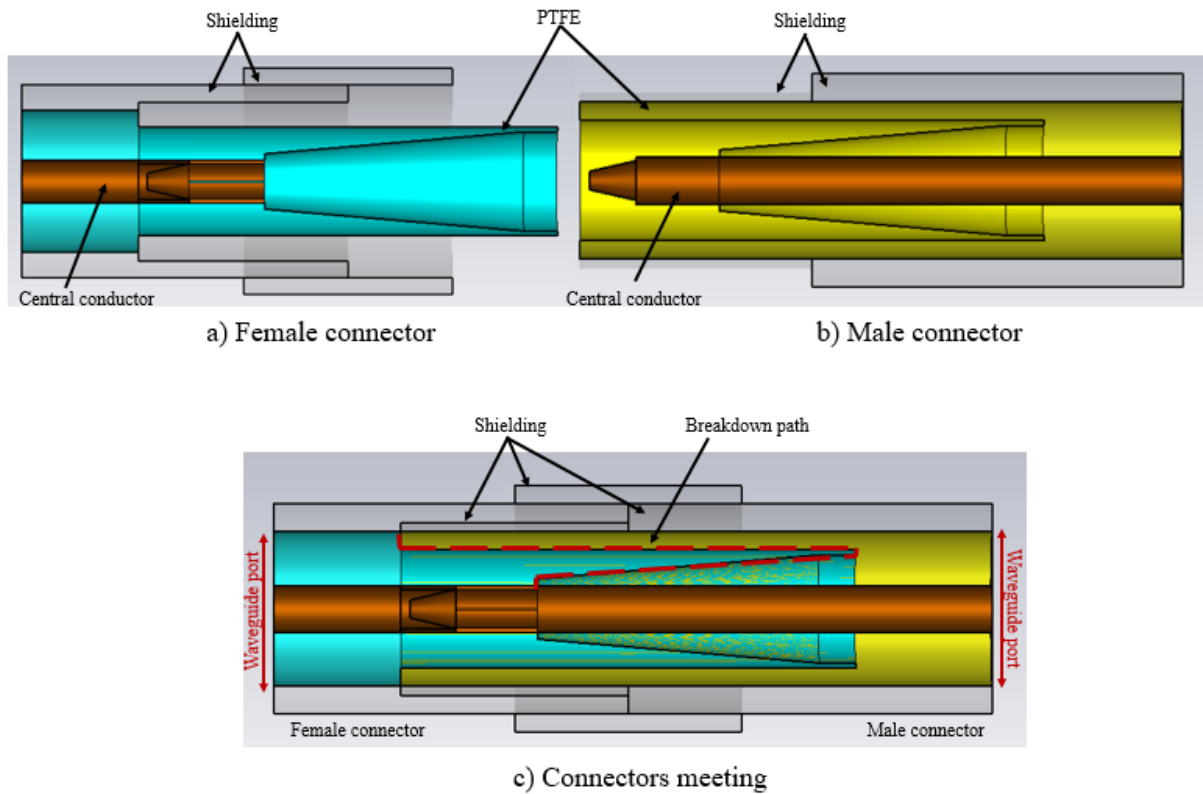 Shielding
PTFE
Shielding
Central conductor
Central conductor
a) Female connector
b) Male connector
Shielding
Breakdown path
Waveguide port
Waveguide port
Female connector
Male connector
c) Connectors meeting